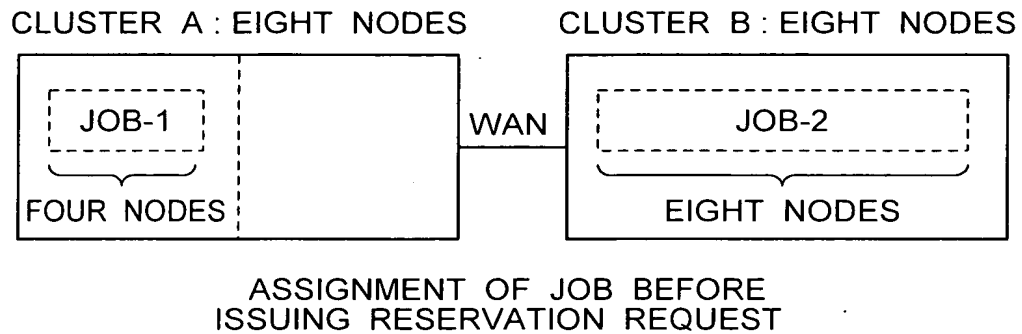 CLUSTER A : EIGHT NODES
CLUSTER B : EIGHT NODES
JOB-1
WAN
JOB-2
FOUR NODES
EIGHT NODES
ASSIGNMENT OF JOB BEFORE
ISSUING RESERVATION REQUEST